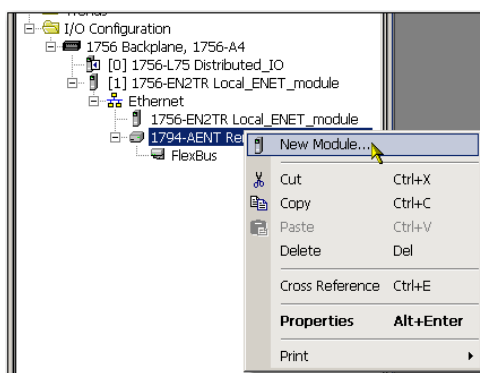 I/O Configuration
1756 Backplane, 1756-A4
[0] 1756-L75 Distributed_IO
[1] 1756-EN2TR Local_ENET_module
Ethernet
1756-EN2TR Local_ENET_module
1794-AENT
FlexBus
New Module...
Cut Ctrl+X
Copy Ctrl+C
Paste Ctrl+V
Delete Del
Cross Reference Ctrl+E
Properties Alt+Enter
Print